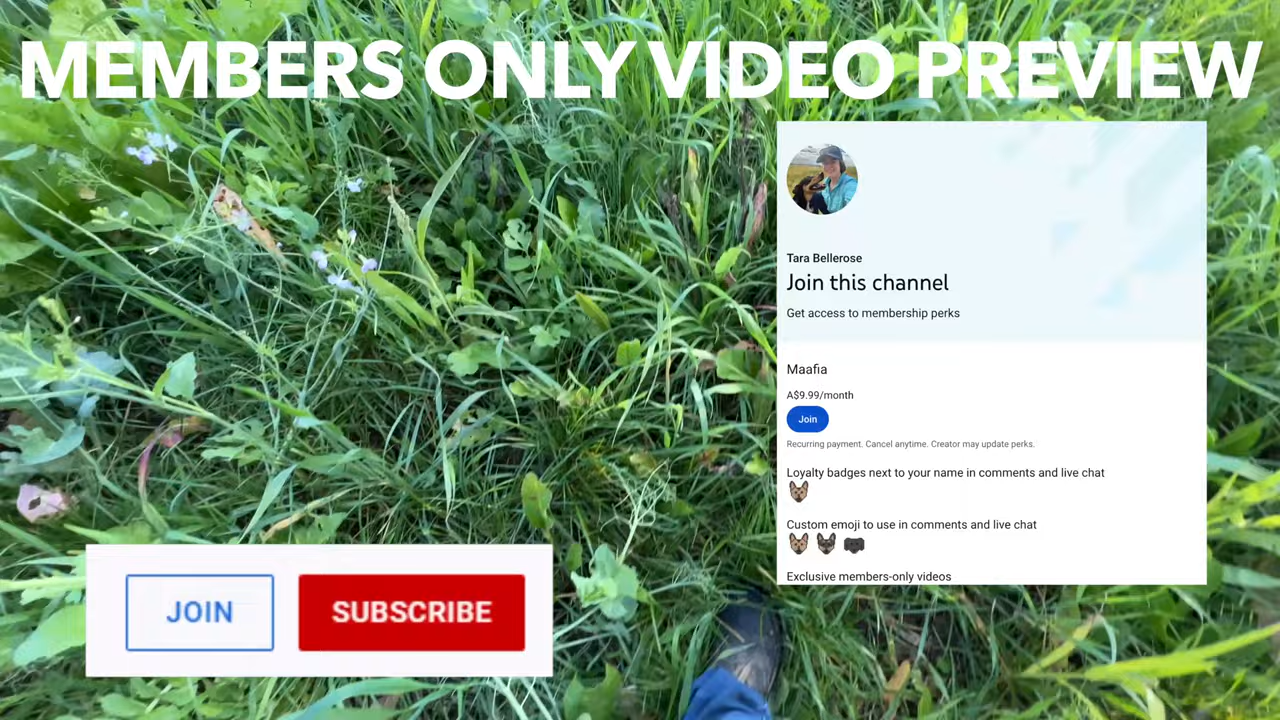 MEMBERS ONLY VIDEO PREVIEW
Tara Bellerose
Join this channel
Get access to membership perks
Maafia
A$9.99/month
Join
Recurring payment. Cancel anytime. Creator may update perks.
Loyalty badges next to your name in comments and live chat
Custom emoji to use in comments and live chat
Exclusive members-only videos
JOIN
SUBSCRIBE